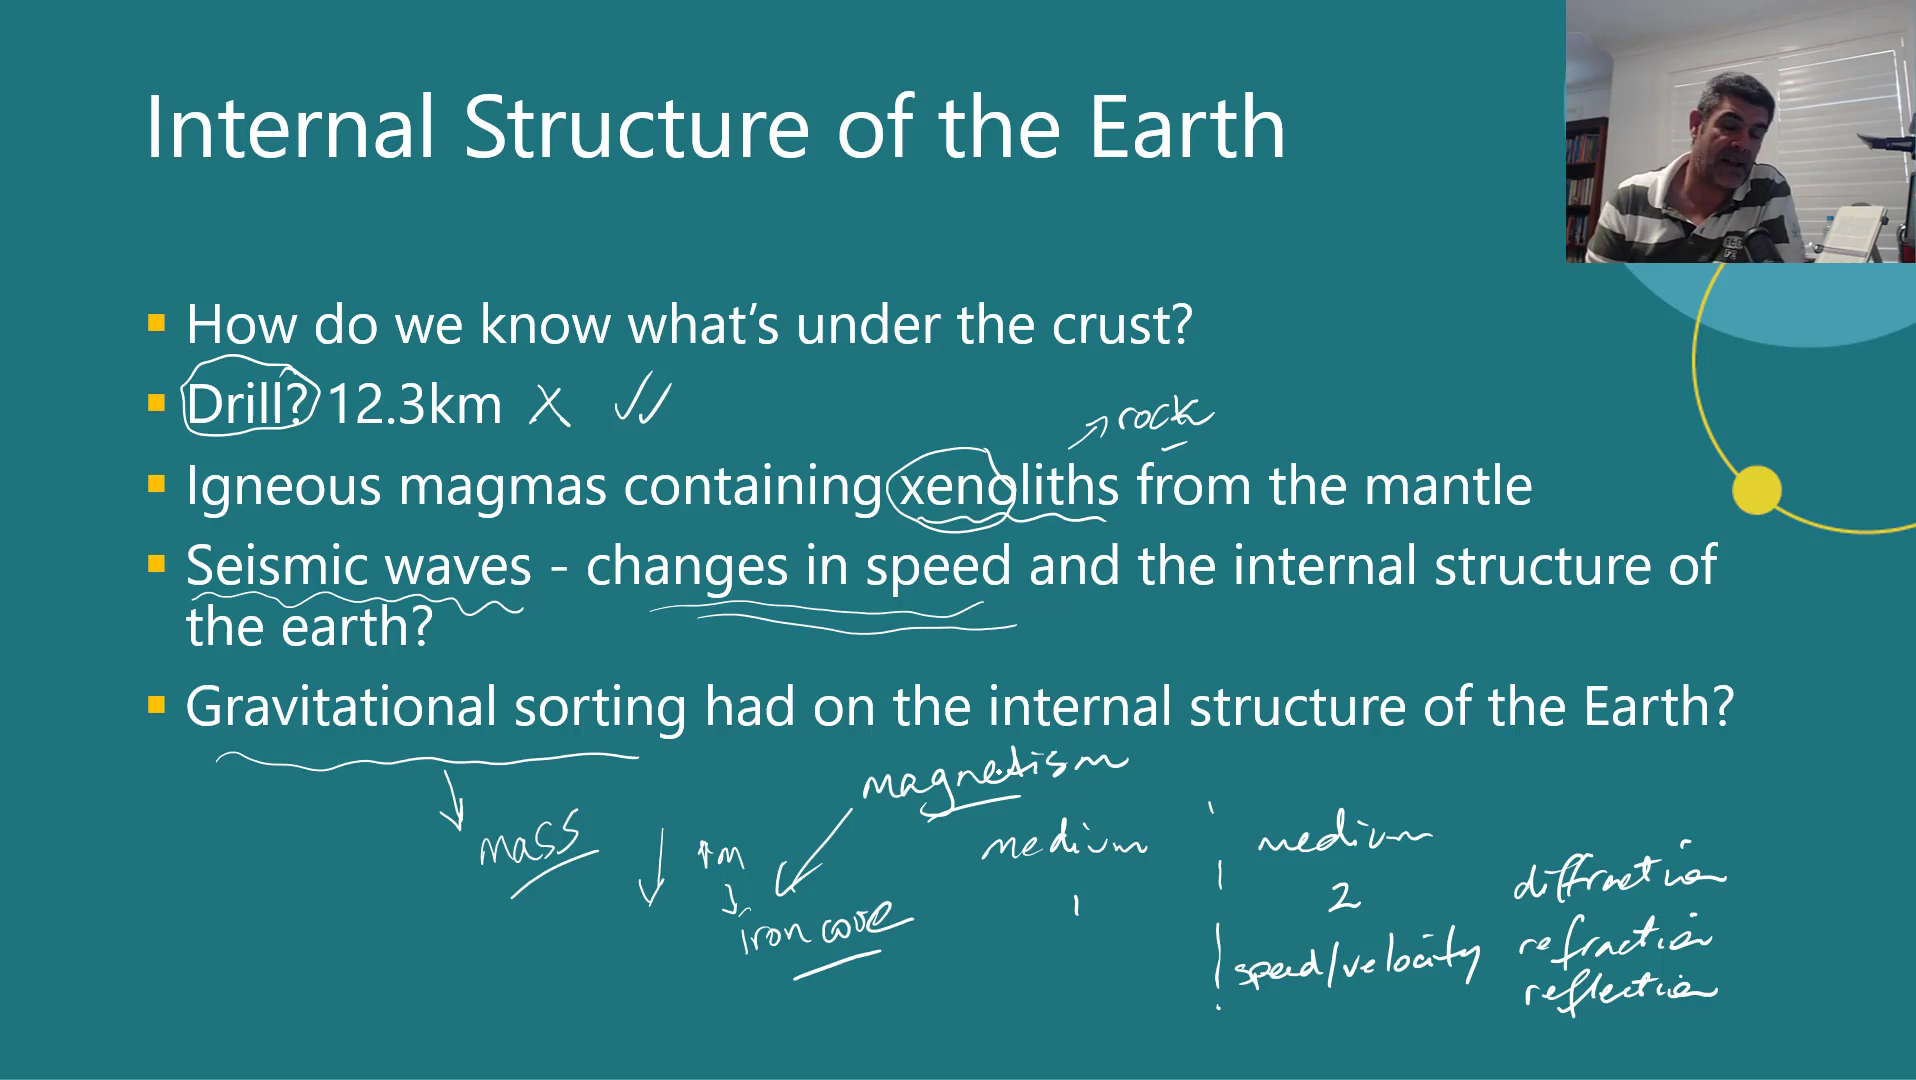 Internal Structure of the Earth
How do we know what's under the crust?
Drill? 12.3km X
rock
Igneous magmas containing xenoliths from the mantle
Seismic waves - changes in speed and the internal structure of
the earth?
Gravitational sorting had on the internal structure of the Earth?
magnetism
mass
↑m
iron core
medium
1
medium
2
speed/velocity
diffraction
refraction
reflection